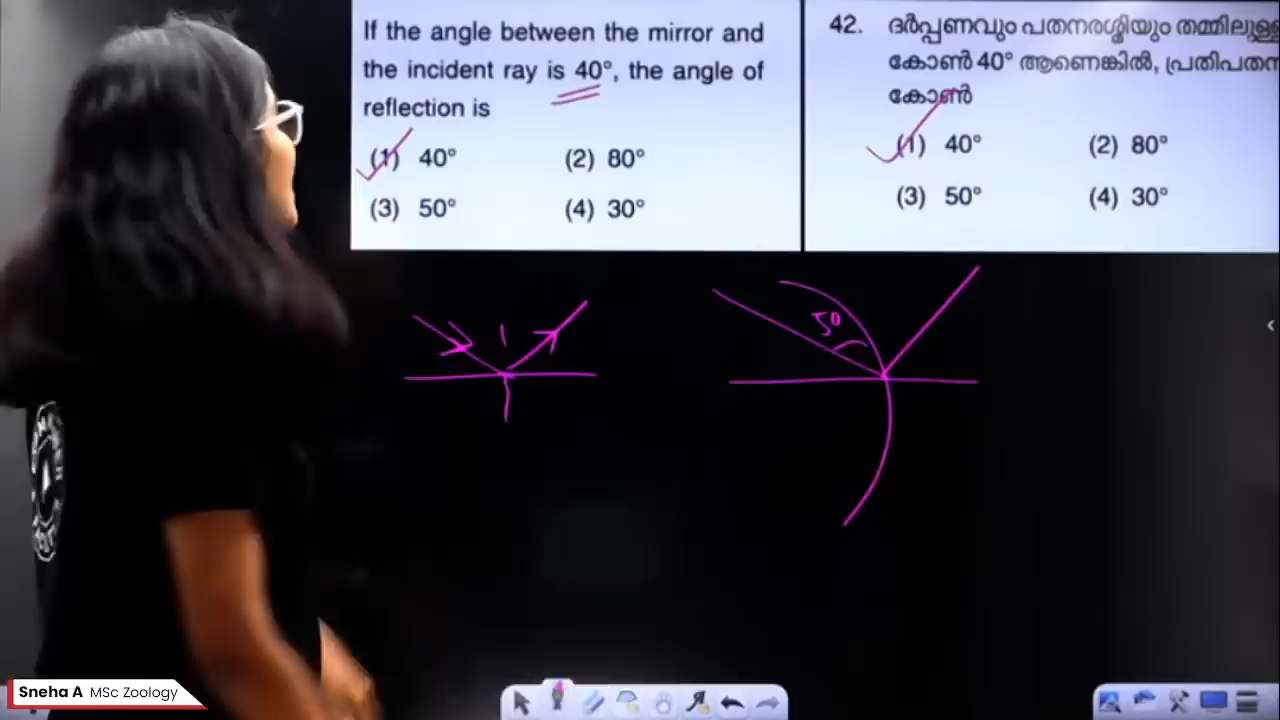 If the angle between the mirror and
the incident ray is 40°, the angle of
reflection is
(1) 40° (2) 80°
(3) 50° (4) 30°
42. ദർപ്പണവും പതനരശ്മിയും തമ്മിലുള്ള
കോൺ 40° ആണെങ്കിൽ, പ്രതിപതന
കോൺ
(1) 40° (2) 80°
(3) 50° (4) 30°
50
Sneha A MSc Zoology